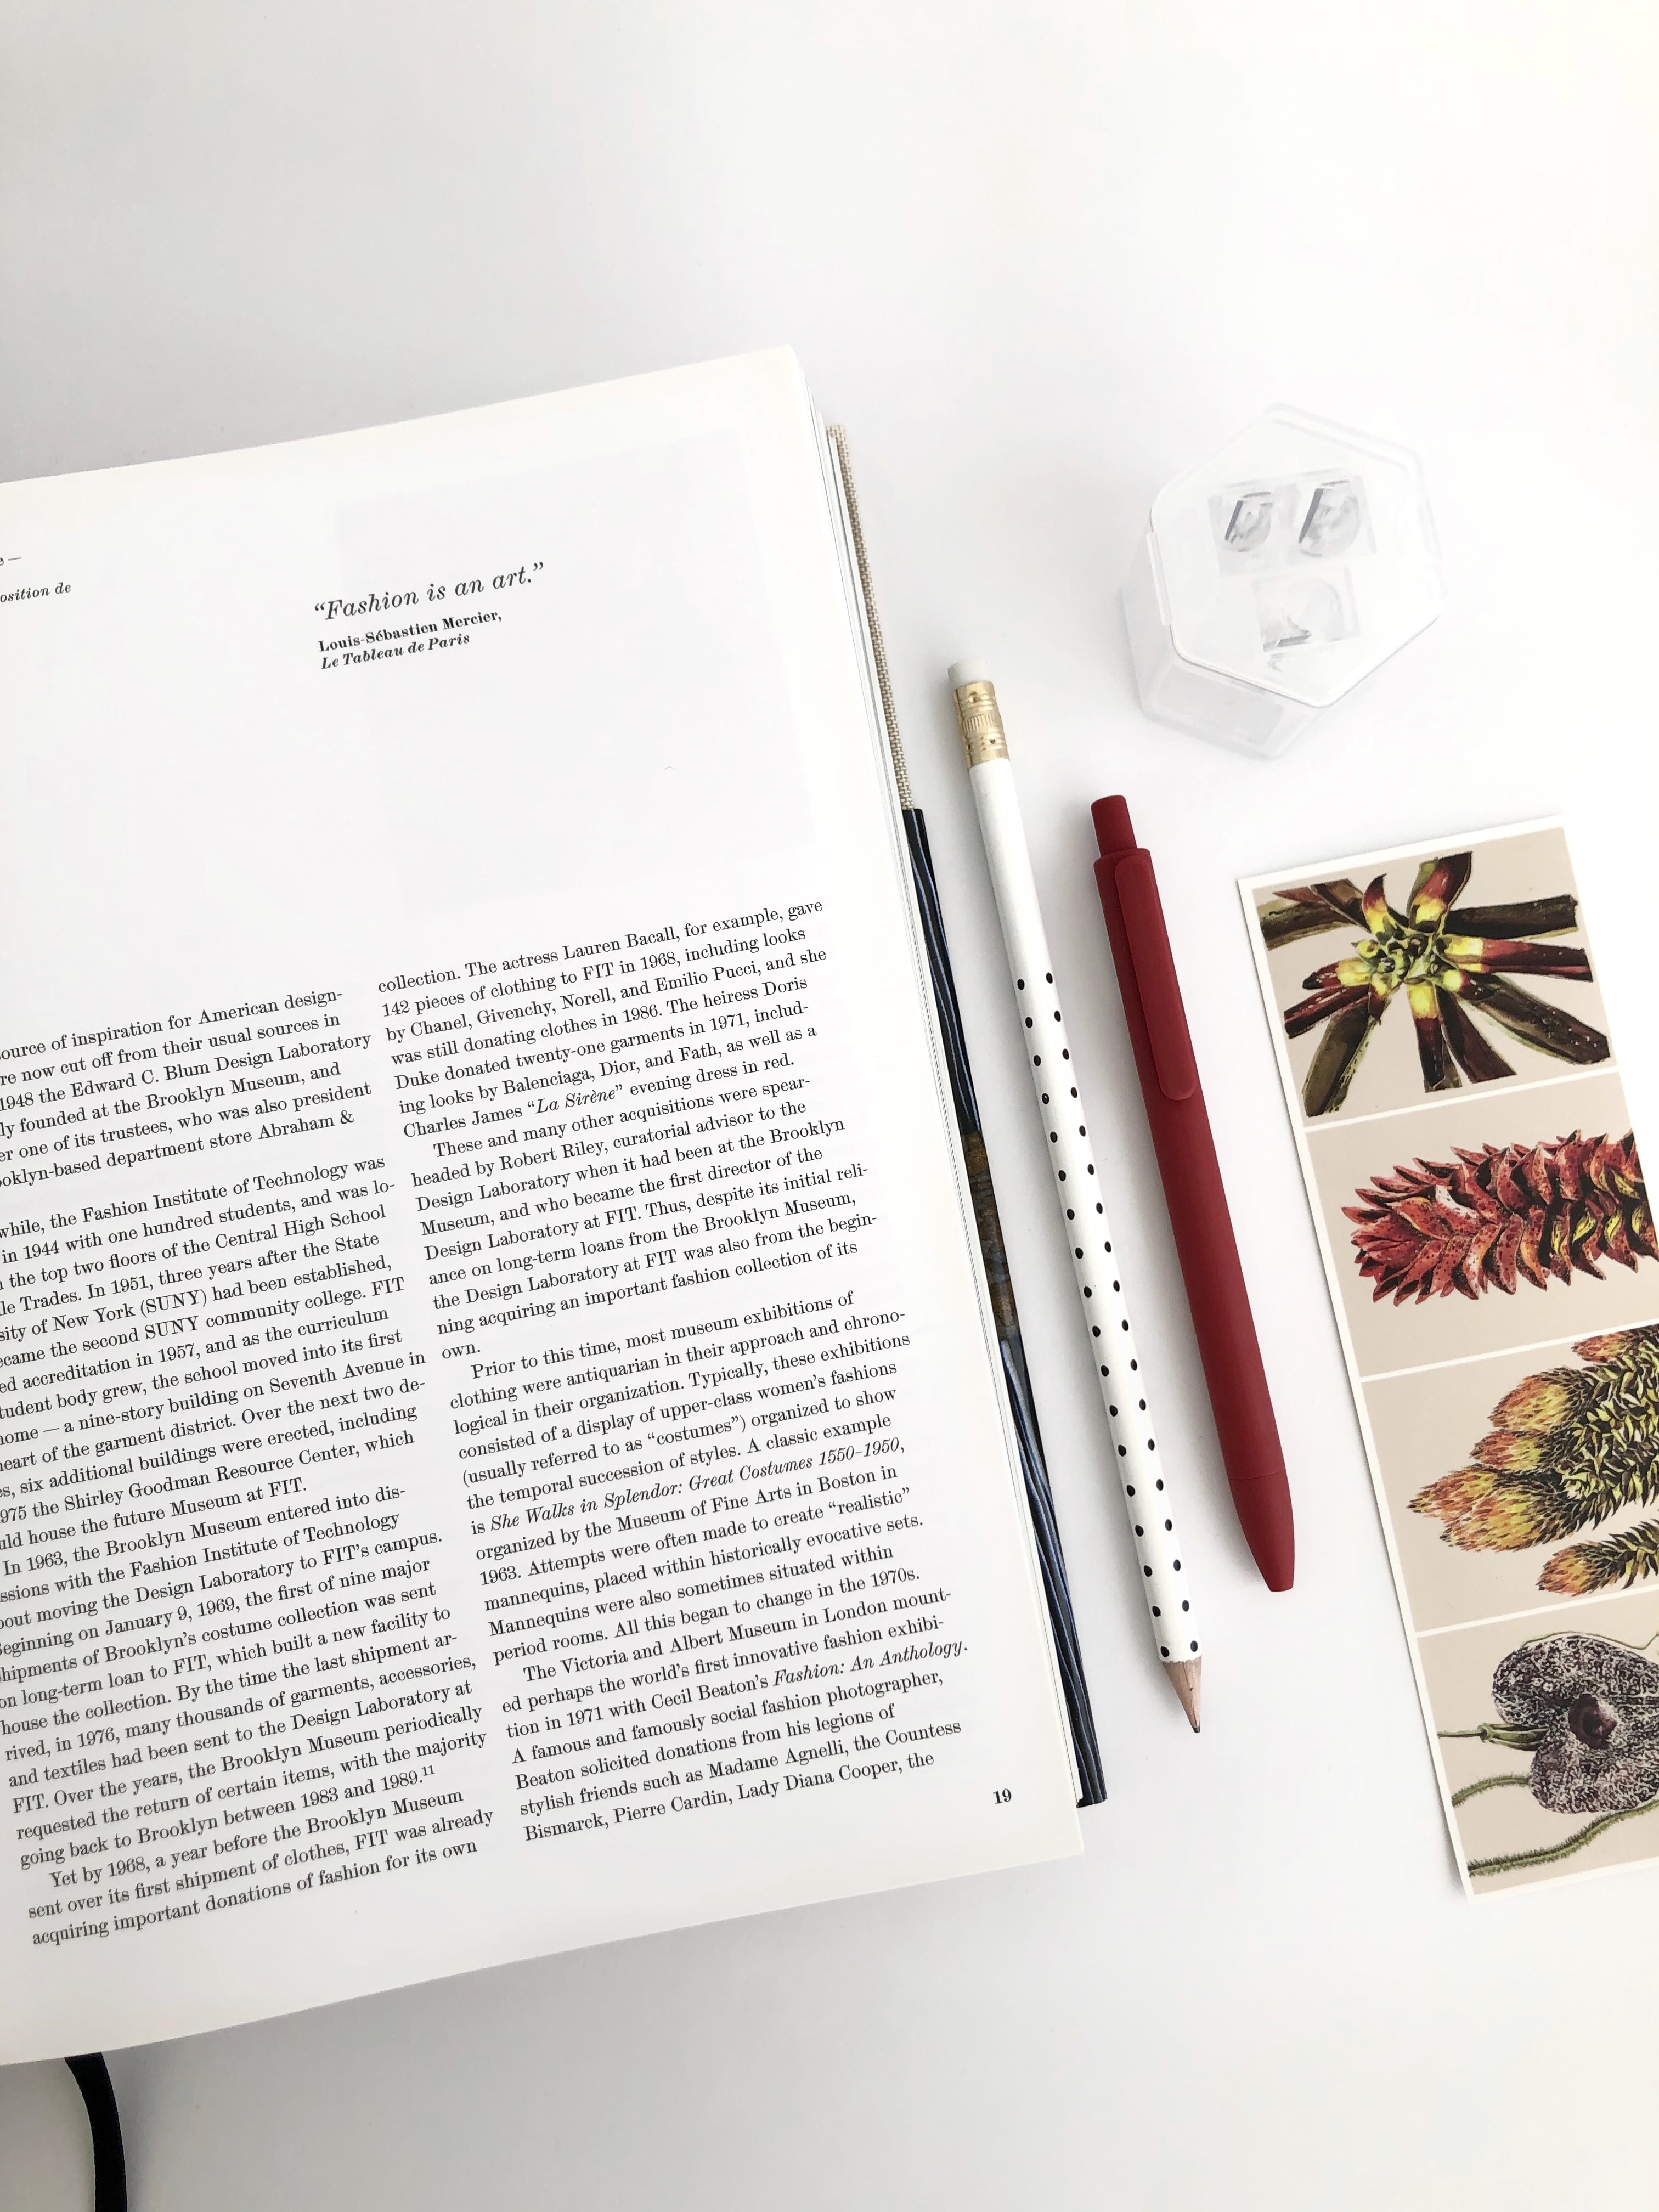 osition de
“Fashion is an art.”
Louis-Sébastien Mercier,
Le Tableau de Paris
ource of inspiration for American design-
re now cut off from their usual sources in
1948 the Edward C. Blum Design Laboratory
ly founded at the Brooklyn Museum, and
er one of its trustees, who was also president
ooklyn-based department store Abraham &
while, the Fashion Institute of Technology was
in 1944 with one hundred students, and was lo-
the top two floors of the Central High School
le Trades. In 1951, three years after the State
sity of New York (SUNY) had been established,
ecame the second SUNY community college. FIT
ed accreditation in 1957, and as the curriculum
tudent body grew, the school moved into its first
home — a nine-story building on Seventh Avenue in
heart of the garment district. Over the next two de-
es, six additional buildings were erected, including
975 the Shirley Goodman Resource Center, which
uld house the future Museum at FIT.
In 1963, the Brooklyn Museum entered into dis-
ssions with the Fashion Institute of Technology
bout moving the Design Laboratory to FIT’s campus.
Beginning on January 9, 1969, the first of nine major
shipments of Brooklyn’s costume collection was sent
on long-term loan to FIT, which built a new facility to
house the collection. By the time the last shipment ar-
rived, in 1976, many thousands of garments, accessories,
and textiles had been sent to the Design Laboratory at
FIT. Over the years, the Brooklyn Museum periodically
requested the return of certain items, with the majority
going back to Brooklyn between 1983 and 1989.11
Yet by 1968, a year before the Brooklyn Museum
sent over its first shipment of clothes, FIT was already
acquiring important donations of fashion for its own
collection. The actress Lauren Bacall, for example, gave
142 pieces of clothing to FIT in 1968, including looks
by Chanel, Givenchy, Norell, and Emilio Pucci, and she
was still donating clothes in 1986. The heiress Doris
Duke donated twenty-one garments in 1971, includ-
ing looks by Balenciaga, Dior, and Fath, as well as a
Charles James “La Sirène” evening dress in red.
These and many other acquisitions were spear-
headed by Robert Riley, curatorial advisor to the
Design Laboratory when it had been at the Brooklyn
Museum, and who became the first director of the
Design Laboratory at FIT. Thus, despite its initial reli-
ance on long-term loans from the Brooklyn Museum,
the Design Laboratory at FIT was also from the begin-
ning acquiring an important fashion collection of its
own.
Prior to this time, most museum exhibitions of
clothing were antiquarian in their approach and chrono-
logical in their organization. Typically, these exhibitions
consisted of a display of upper-class women’s fashions
(usually referred to as “costumes”) organized to show
the temporal succession of styles. A classic example
is She Walks in Splendor: Great Costumes 1550–1950,
organized by the Museum of Fine Arts in Boston in
1963. Attempts were often made to create “realistic”
mannequins, placed within historically evocative sets.
Mannequins were also sometimes situated within
period rooms. All this began to change in the 1970s.
The Victoria and Albert Museum in London mount-
ed perhaps the world’s first innovative fashion exhibi-
tion in 1971 with Cecil Beaton’s Fashion: An Anthology.
A famous and famously social fashion photographer,
Beaton solicited donations from his legions of
stylish friends such as Madame Agnelli, the Countess
Bismarck, Pierre Cardin, Lady Diana Cooper, the
19